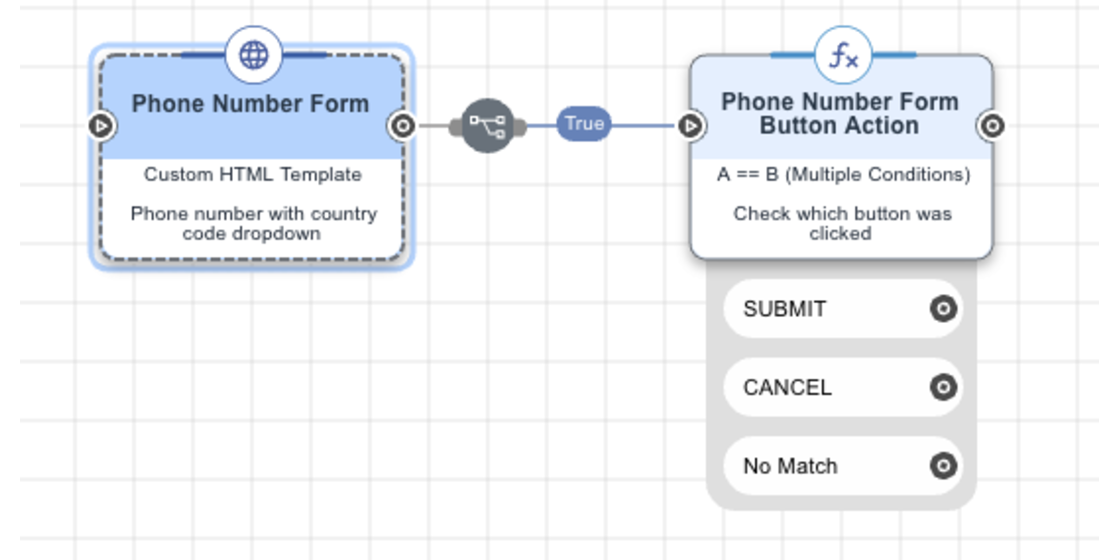 Phone Number Form
Custom HTML Template
Phone number with country
code dropdown
True
fx
Phone Number Form
Button Action
A == B (Multiple Conditions)
Check which button was
clicked
SUBMIT
CANCEL
No Match